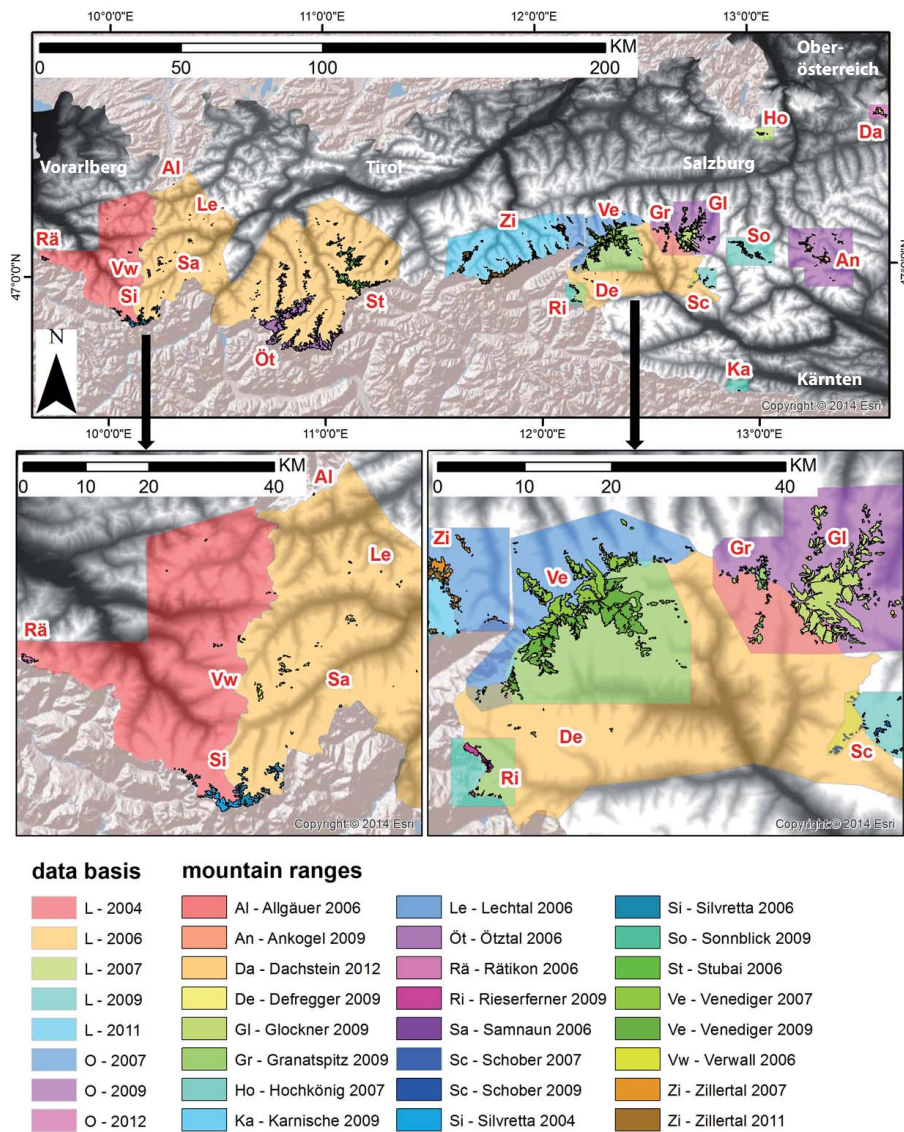 10°0'0"E 11°0'0"E 12°0'0"E 13°0'0"E
KM
0 50 100 200
Ober-
österreich
Ho
Da
Vorarlberg
Al
Tirol
Salzburg
Le
Zi
Ve
Gr
Gl
Rä
So
Vw
Sa
An
47°0'0"N
47°0'0"N
Si
St
De
Ri
Sc
Öt
Ka
N
Kärnten
Copyright:© 2014 Esri
10°0'0"E 11°0'0"E 12°0'0"E 13°0'0"E
KM
0 10 20 40
Al
Le
Rä
Vw
Sa
Si
Copyright:© 2014 Esri
KM
0 10 20 40
Zi
Gr
Gl
Ve
De
Sc
Ri
Copyright:© 2014 Esri
data basis
L - 2004
L - 2006
L - 2007
L - 2009
L - 2011
O - 2007
O - 2009
O - 2012
mountain ranges
Al - Allgäuer 2006
An - Ankogel 2009
Da - Dachstein 2012
De - Defregger 2009
Gl - Glockner 2009
Gr - Granatspitz 2009
Ho - Hochkönig 2007
Ka - Karnische 2009
Le - Lechtal 2006
Öt - Ötztal 2006
Rä - Rätikon 2006
Ri - Rieserferner 2009
Sa - Samnaun 2006
Sc - Schober 2007
Sc - Schober 2009
Si - Silvretta 2004
Si - Silvretta 2006
So - Sonnblick 2009
St - Stubai 2006
Ve - Venediger 2007
Ve - Venediger 2009
Vw - Verwall 2006
Zi - Zillertal 2007
Zi - Zillertal 2011